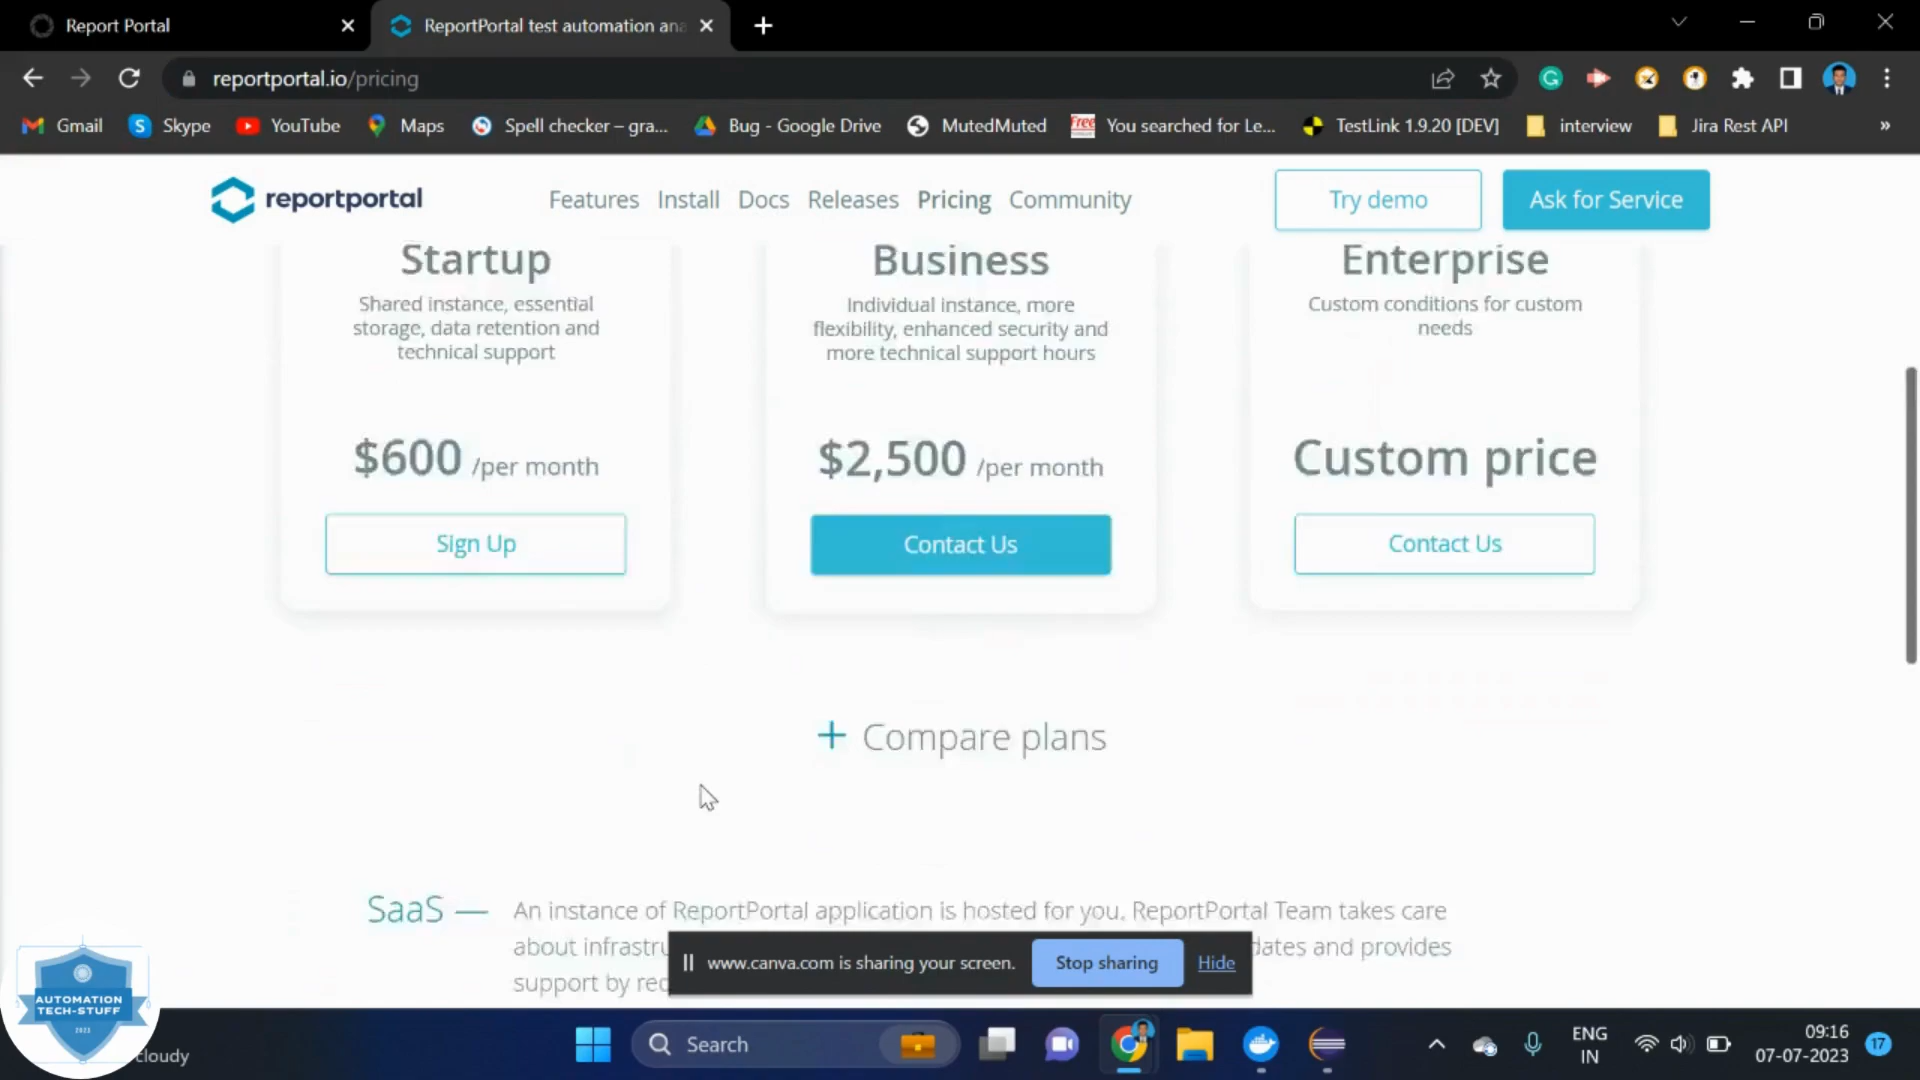 Report Portal
ReportPortal test automation ana
reportportal.io/pricing
Gmail
Skype
YouTube
Maps
Spell checker – gra...
Bug - Google Drive
MutedMuted
Free
You searched for Le...
TestLink 1.9.20 [DEV]
interview
Jira Rest API
»
reportportal
Features
Install
Docs
Releases
Pricing
Community
Try demo
Ask for Service
Startup
Shared instance, essential
storage, data retention and
technical support
$600 /per month
Sign Up
Business
Individual instance, more
flexibility, enhanced security and
more technical support hours
$2,500 /per month
Contact Us
Enterprise
Custom conditions for custom
needs
Custom price
Contact Us
+ Compare plans
SaaS —
An instance of ReportPortal application is hosted for you. ReportPortal Team takes care
about infrastru dates and provides
support by rec
www.canva.com is sharing your screen.
Stop sharing
Hide
AUTOMATION
TECH-STUFF
2023
cloudy
Search
ENG
IN
09:16
07-07-2023
17